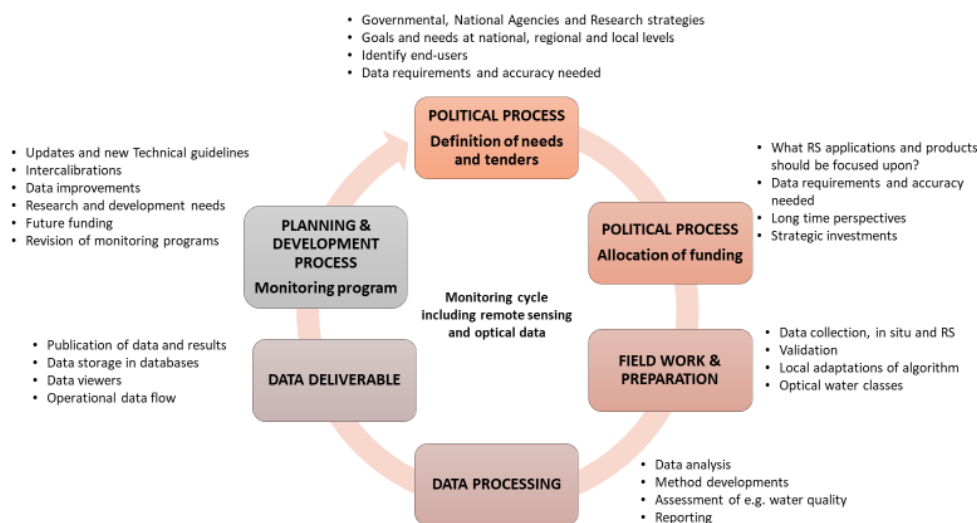 • Governmental, National Agencies and Research strategies
• Goals and needs at national, regional and local levels
• Identify end-users
• Data requirements and accuracy needed
POLITICAL PROCESS
Definition of needs
and tenders
• What RS applications and products
should be focused upon?
• Data requirements and accuracy
needed
• Long time perspectives
• Strategic investments
POLITICAL PROCESS
Allocation of funding
• Data collection, in situ and RS
• Validation
• Local adaptations of algorithm
• Optical water classes
FIELD WORK &
PREPARATION
• Data analysis
• Method developments
• Assessment of e.g. water quality
• Reporting
DATA PROCESSING
• Publication of data and results
• Data storage in databases
• Data viewers
• Operational data flow
DATA DELIVERABLE
• Updates and new Technical guidelines
• Intercalibrations
• Data improvements
• Research and development needs
• Future funding
• Revision of monitoring programs
PLANNING &
DEVELOPMENT
PROCESS
Monitoring program
Monitoring cycle
including remote sensing
and optical data